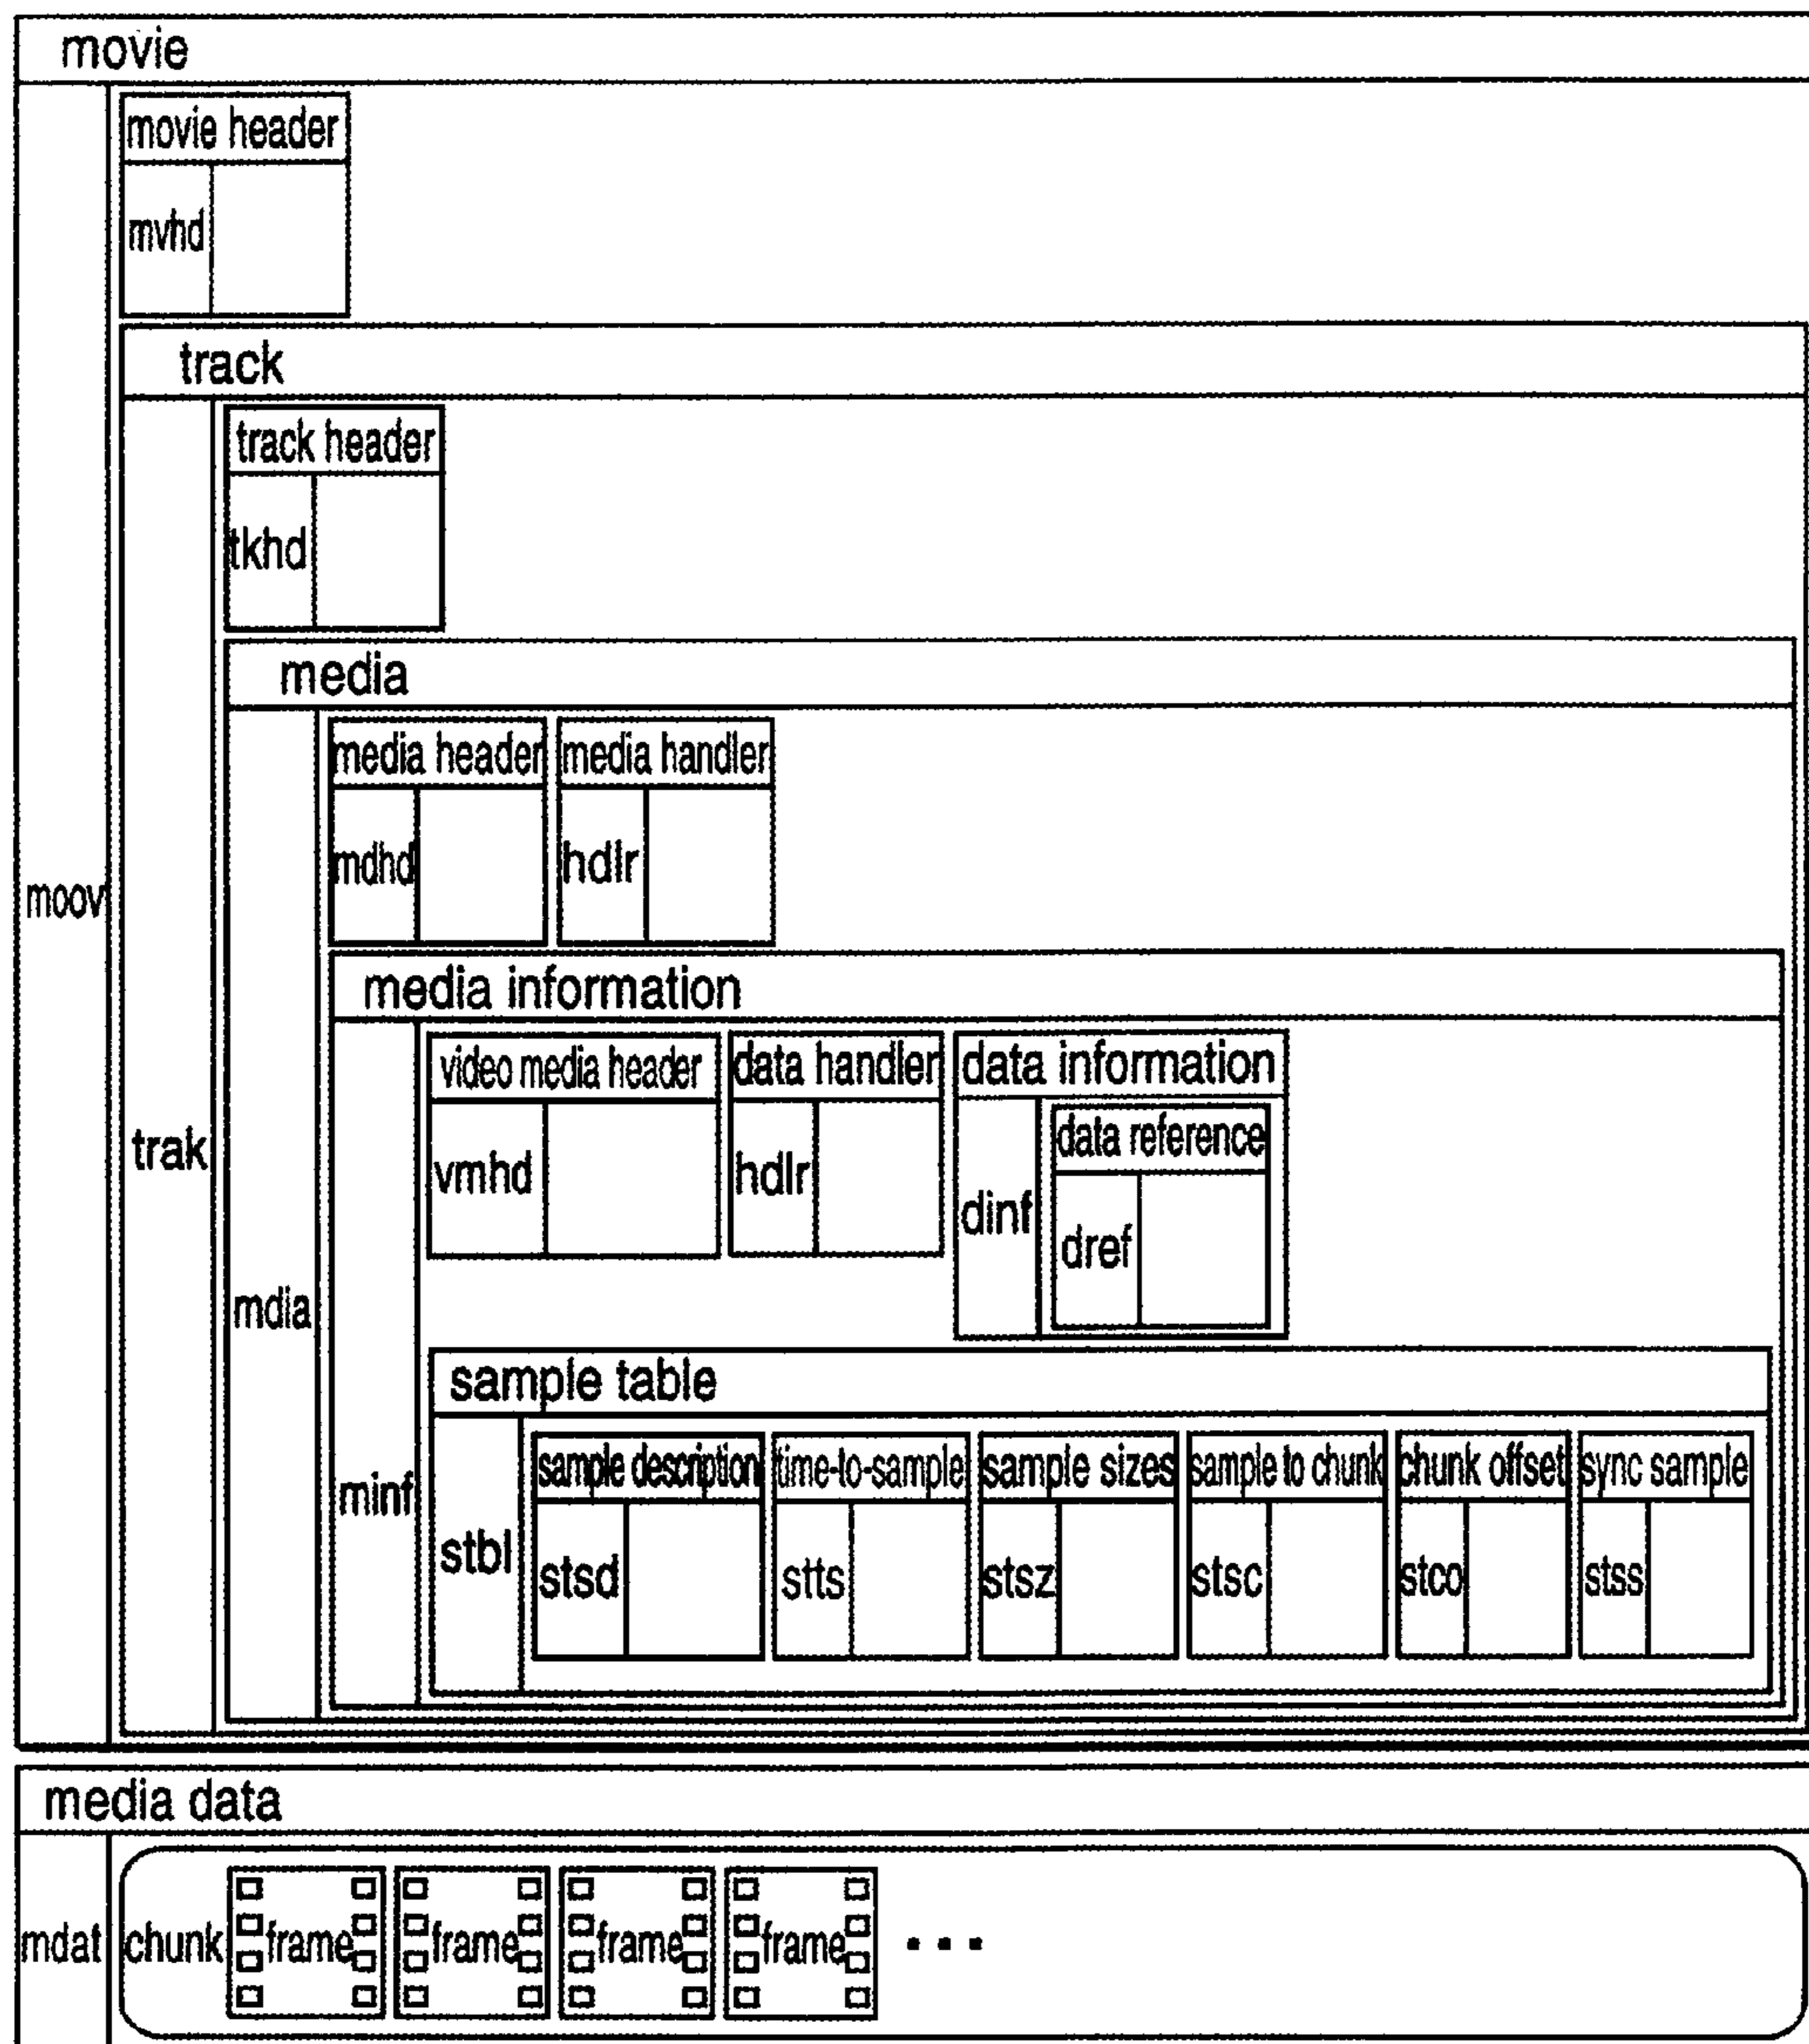 movie
movie header
mvhd
track
track header
tkhd
media
media header media handler
mdhd hdlr
moov
media information
video media header data handler data information
data reference
trak vmhd hdlr dinf
dref
mdia
sample table
sample description time-to-sample sample sizes sample to chunk chunk offset sync sample
minf
stbl stsd stts stsz stsc stco stss
media data
mdat chunk frame frame frame frame ...